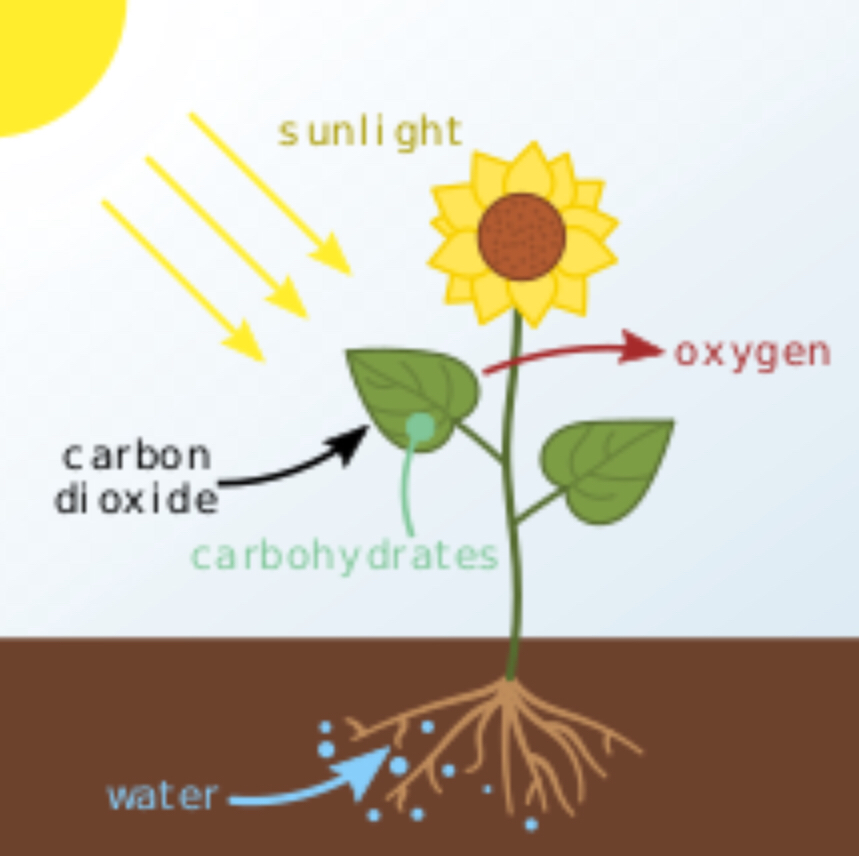 sunlight
oxygen
carbon
dioxide
carbohydrates
water